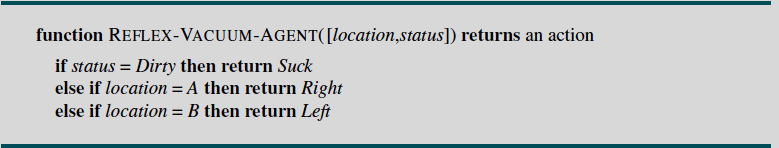 function REFLEX-VACUUM-AGENT([location,status]) returns an action
if status = Dirty then return Suck
else if location = A then return Right
else if location = B then return Left